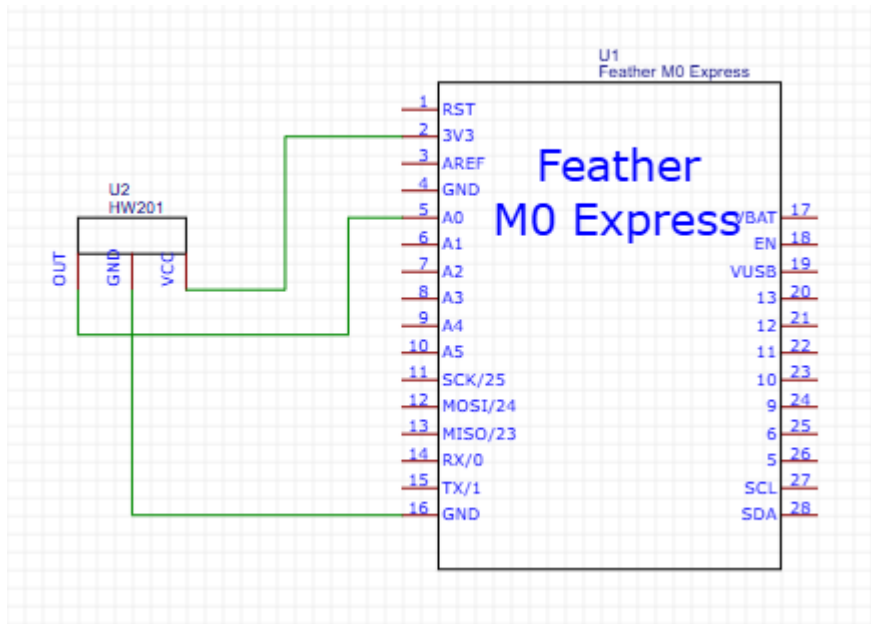 U1
Feather M0 Express
1 RST
2 3V3
3 AREF
4 GND
5 A0
6 A1
7 A2
8 A3
9 A4
10 A5
11 SCK/25
12 MOSI/24
13 MISO/23
14 RX/0
15 TX/1
16 GND
Feather
M0 Express
VBAT 17
EN 18
VUSB 19
13 20
12 21
11 22
10 23
9 24
6 25
5 26
SCL 27
SDA 28
U2
HW201
OUT
GND
VCC